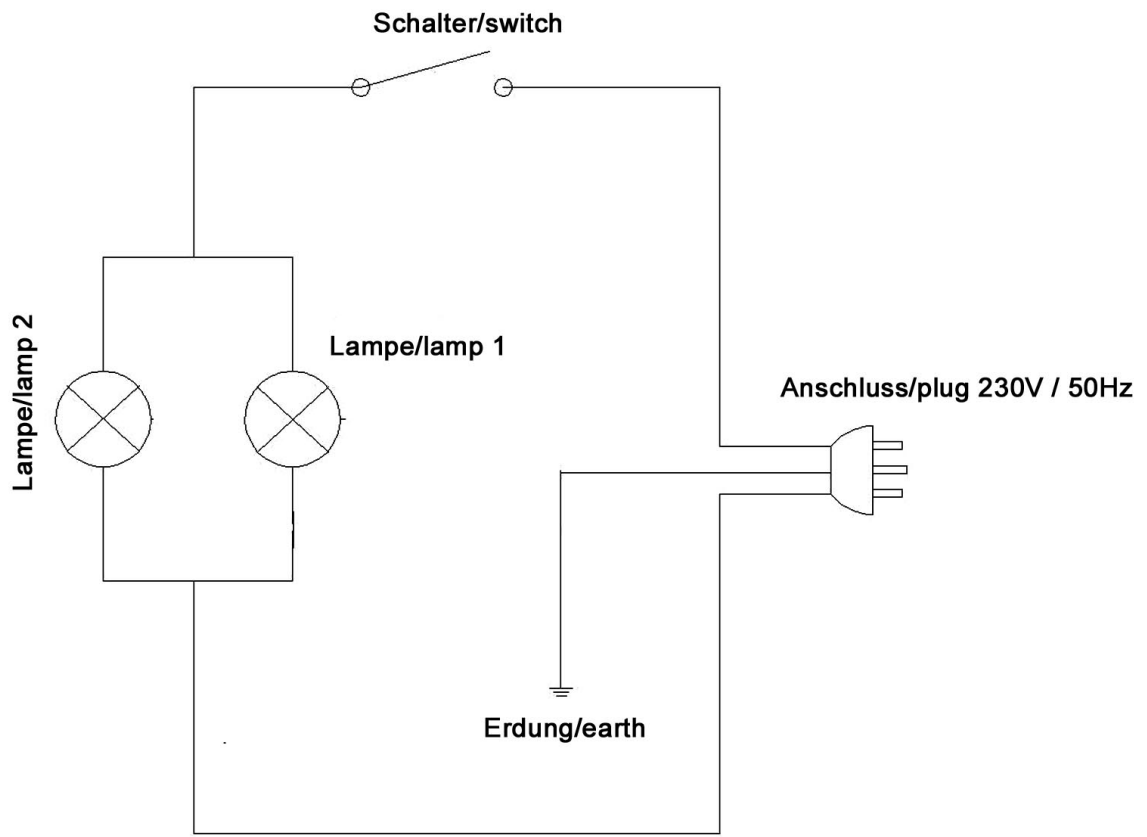 Schalter/switch
Lampe/lamp 2
Lampe/lamp 1
Anschluss/plug 230V / 50Hz
Erdung/earth